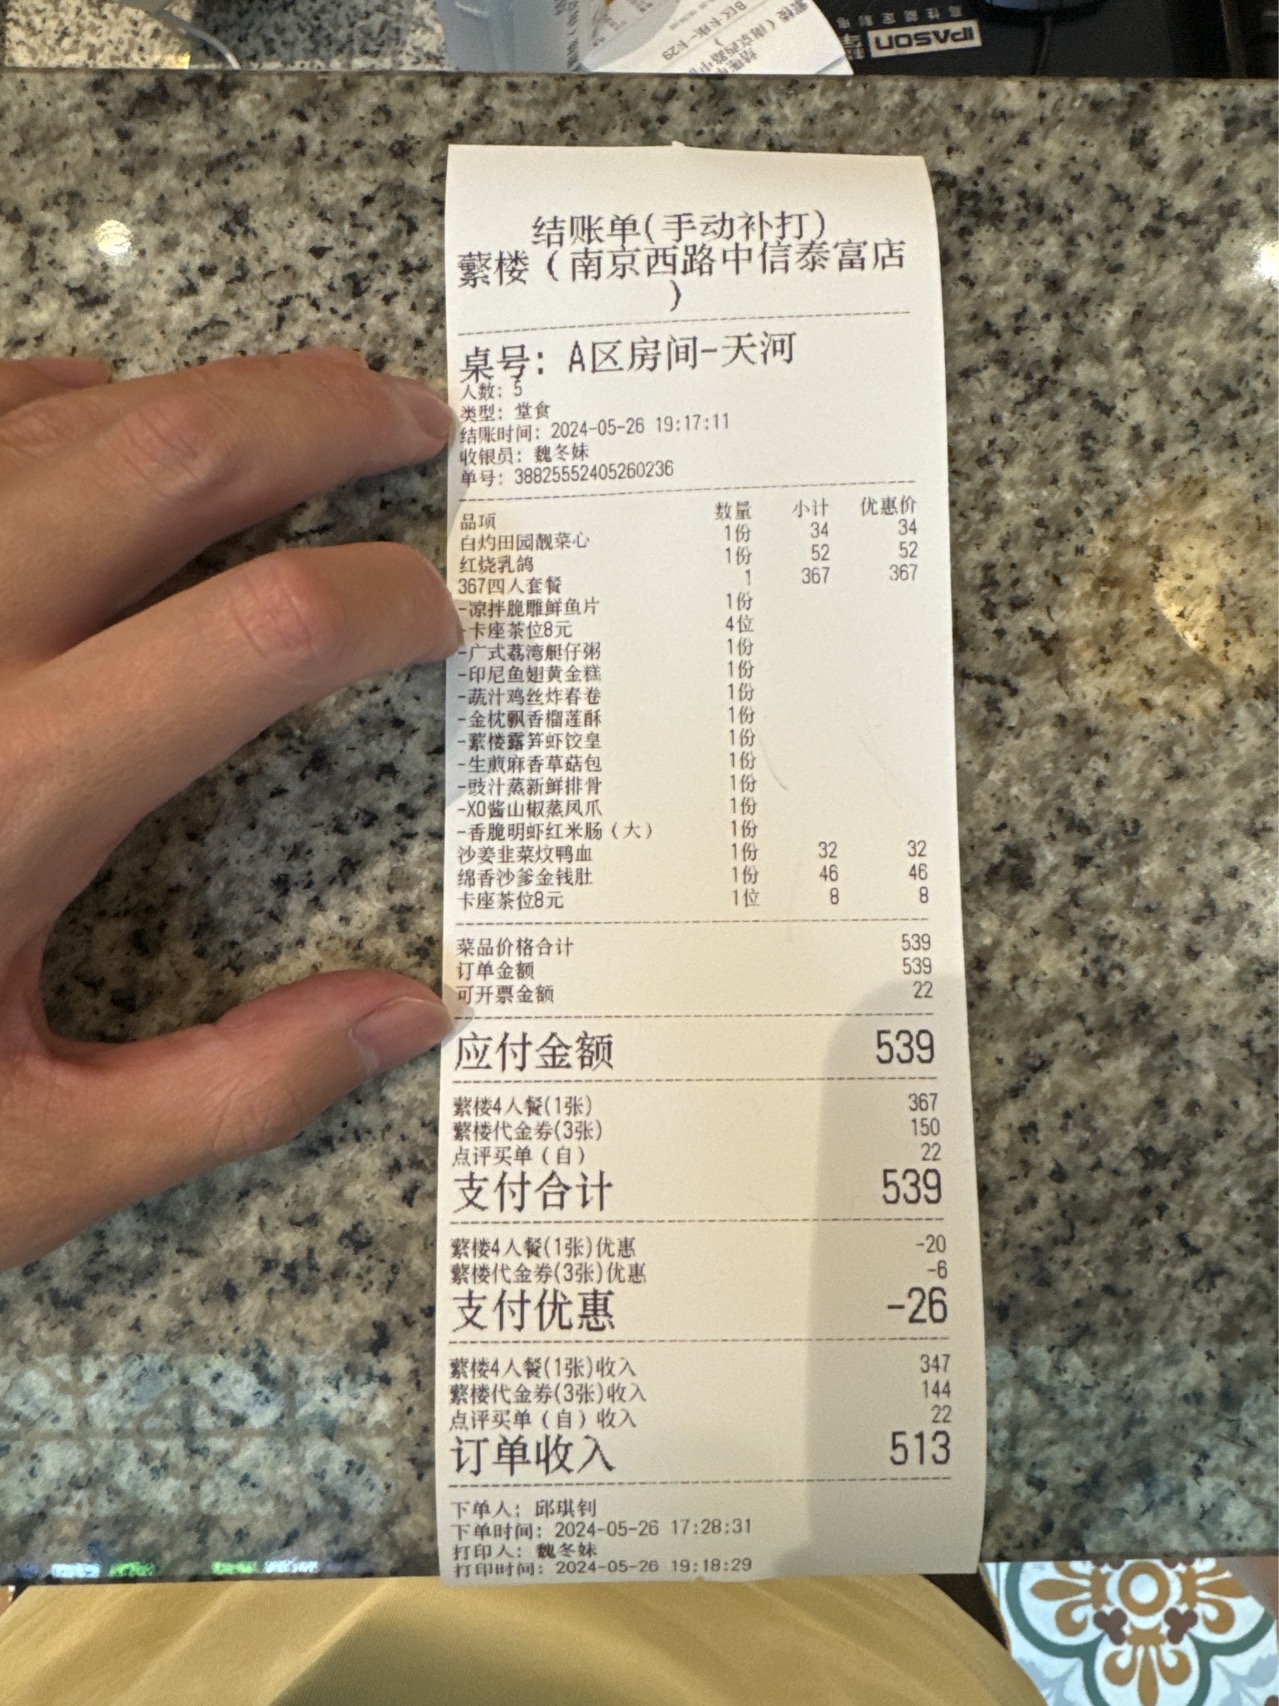 IPASON
高性能定制电
B区卡座-卡29
结账单(手动补打)
蘩楼（南京西路中信泰富店
）
桌号: A区房间-天河
人数: 5
类型: 堂食
结账时间: 2024-05-26 19:17:11
收银员: 魏冬妹
单号: 38825552405260236
品项 数量 小计 优惠价
白灼田园靓菜心 1份 34 34
红烧乳鸽 1份 52 52
367四人套餐 1 367 367
-凉拌脆雕鲜鱼片 1份
-卡座茶位8元 4位
-广式荔湾艇仔粥 1份
-印尼鱼翅黄金糕 1份
-蔬汁鸡丝炸春卷 1份
-金枕飘香榴莲酥 1份
-蘩楼露笋虾饺皇 1份
-生煎麻香草菇包 1份
-豉汁蒸新鲜排骨 1份
-XO酱山椒蒸凤爪 1份
-香脆明虾红米肠（大） 1份
沙姜韭菜炆鸭血 1份 32 32
绵香沙爹金钱肚 1份 46 46
卡座茶位8元 1位 8 8
菜品价格合计 539
订单金额 539
可开票金额 22
应付金额 539
蘩楼4人餐(1张) 367
蘩楼代金券(3张) 150
点评买单（自） 22
支付合计 539
蘩楼4人餐(1张)优惠 -20
蘩楼代金券(3张)优惠 -6
支付优惠 -26
蘩楼4人餐(1张)收入 347
蘩楼代金券(3张)收入 144
点评买单（自）收入 22
订单收入 513
下单人: 邱琪钊
下单时间: 2024-05-26 17:28:31
打印人: 魏冬妹
打印时间: 2024-05-26 19:18:29